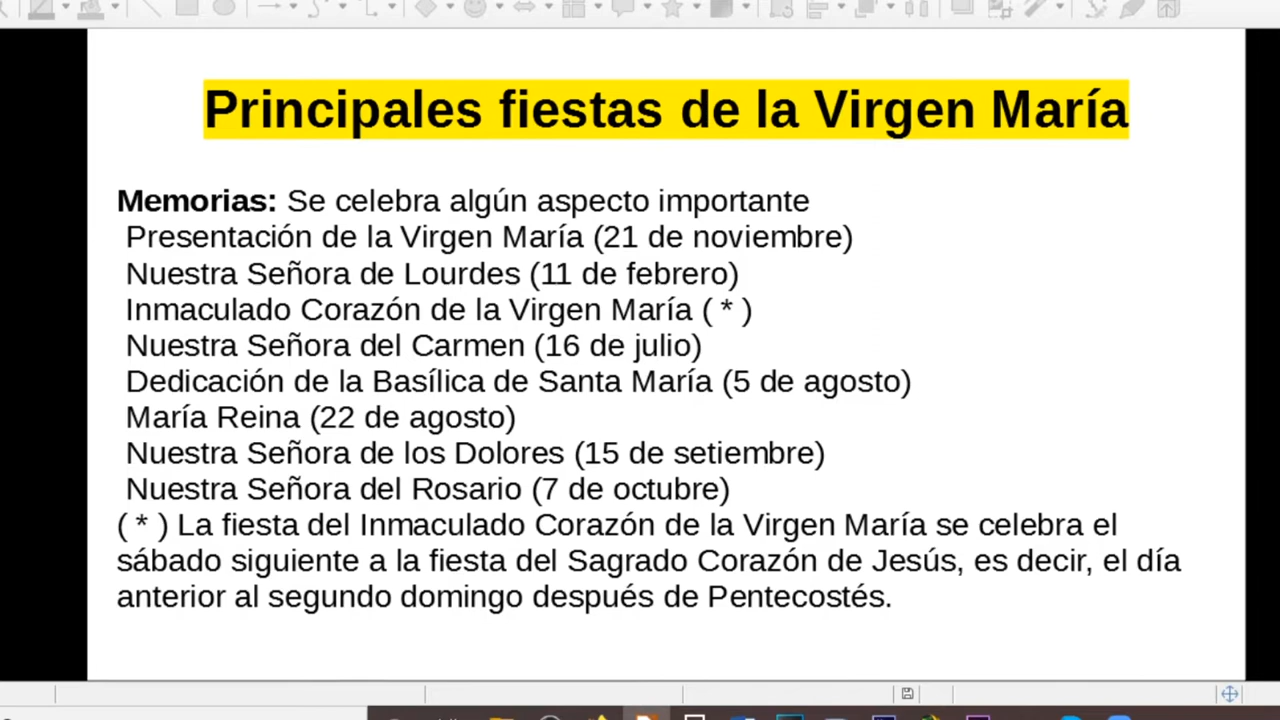 Principales fiestas de la Virgen María
Memorias: Se celebra algún aspecto importante
Presentación de la Virgen María (21 de noviembre)
Nuestra Señora de Lourdes (11 de febrero)
Inmaculado Corazón de la Virgen María ( * )
Nuestra Señora del Carmen (16 de julio)
Dedicación de la Basílica de Santa María (5 de agosto)
María Reina (22 de agosto)
Nuestra Señora de los Dolores (15 de setiembre)
Nuestra Señora del Rosario (7 de octubre)
( * ) La fiesta del Inmaculado Corazón de la Virgen María se celebra el
sábado siguiente a la fiesta del Sagrado Corazón de Jesús, es decir, el día
anterior al segundo domingo después de Pentecostés.